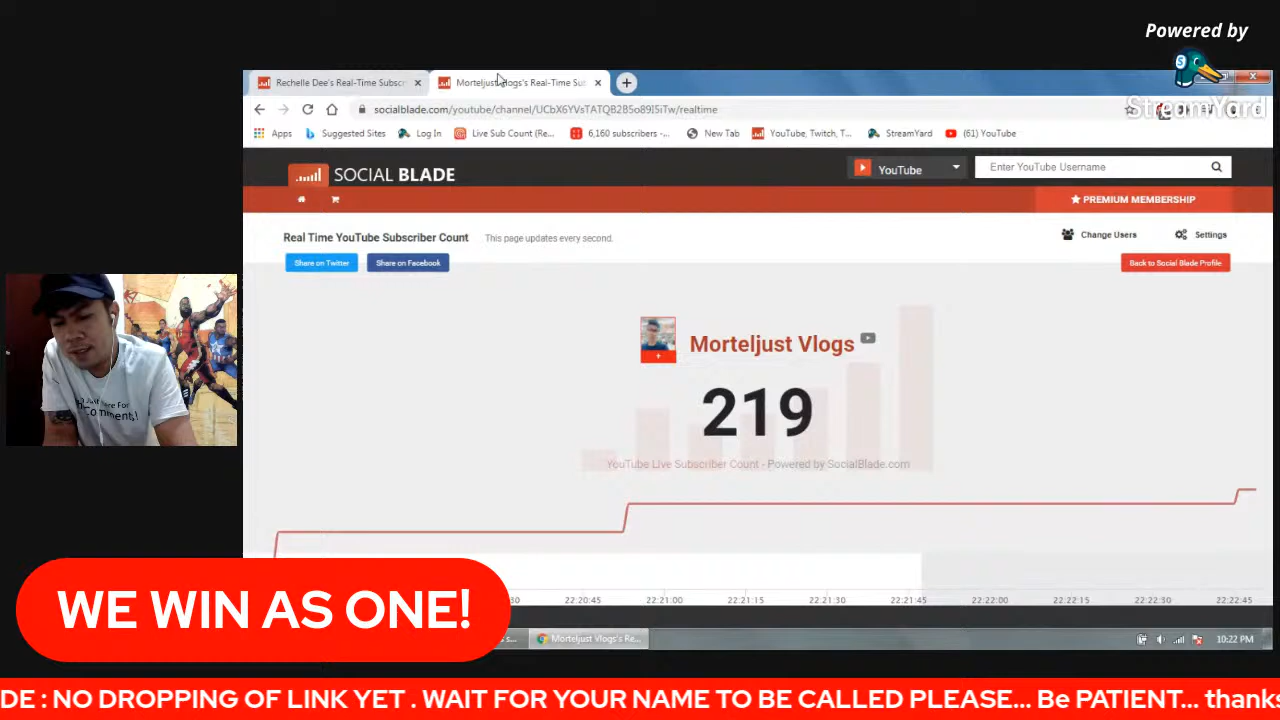 Powered by
StreamYard
Rechelle Dee's Real-Time Subscr
Morteljust Vlogs's Real-Time Su
socialblade.com/youtube/channel/UCbX6YVsTATQB2B5o89I5iTw/realtime
Apps
Suggested Sites
Log In
Live Sub Count (Re...
6,160 subscribers -...
New Tab
YouTube, Twitch, T...
StreamYard
(61) YouTube
SOCIAL BLADE
YouTube
Enter YouTube Username
PREMIUM MEMBERSHIP
Real Time YouTube Subscriber Count
This page updates every second.
Change Users
Settings
Share on Twitter
Share on Facebook
Back to Social Blade Profile
Morteljust Vlogs
219
YouTube Live Subscriber Count - Powered by SocialBlade.com
:30 22:20:45 22:21:00 22:21:15 22:21:30 22:21:45 22:22:00 22:22:15 22:22:30 22:22:45
WE WIN AS ONE!
Morteljust Vlogs's Re...
10:22 PM
DE : NO DROPPING OF LINK YET . WAIT FOR YOUR NAME TO BE CALLED PLEASE... Be PATIENT... thanks